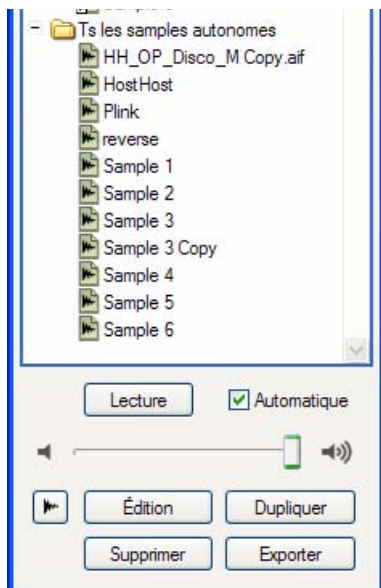 Ts les samples autonomes
HH_OP_Disco_M Copy.aif
HostHost
Plink
reverse
Sample 1
Sample 2
Sample 3
Sample 3 Copy
Sample 4
Sample 5
Sample 6
Lecture Automatique
Édition Dupliquer
Supprimer Exporter